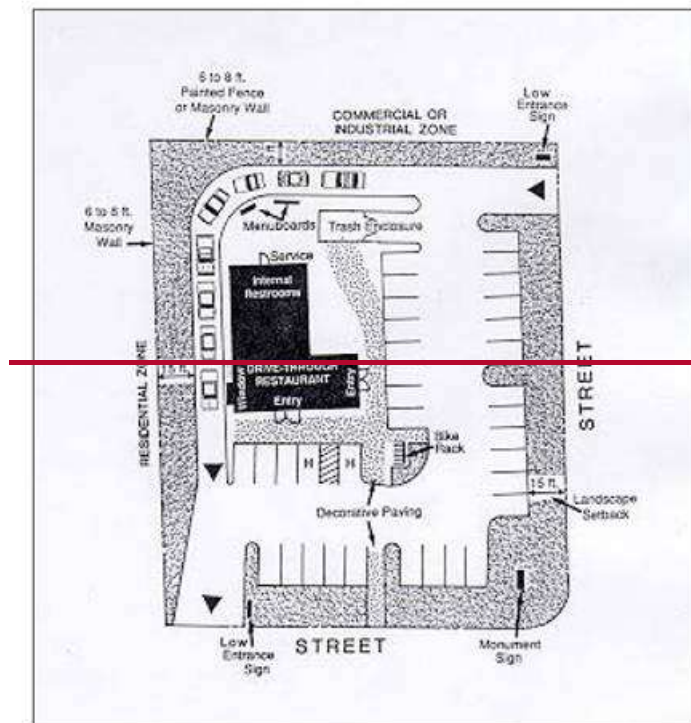 6 to 8 ft.
Painted Fence
or Masonry Wall
Low
Entrance
Sign
COMMERCIAL OR
INDUSTRIAL ZONE
6 to 8 ft.
Masonry
Wall
Menuboards
Trash Enclosure
Service
Internal
Restrooms
RESIDENTIAL ZONE
DRIVE-THROUGH
RESTAURANT
Window
Entry
Entry
STREET
Bike
Rack
H
H
15 ft.
Landscape
Setback
Decorative Paving
Low
Entrance
Sign
STREET
Monument
Sign